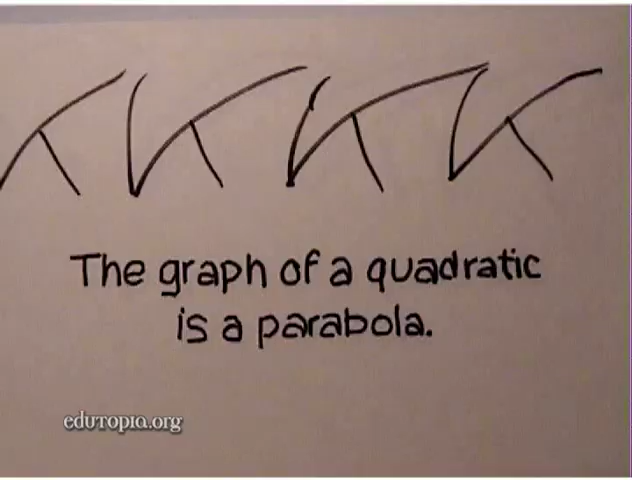 The graph of a quadratic
is a parabola.
edutopia.org